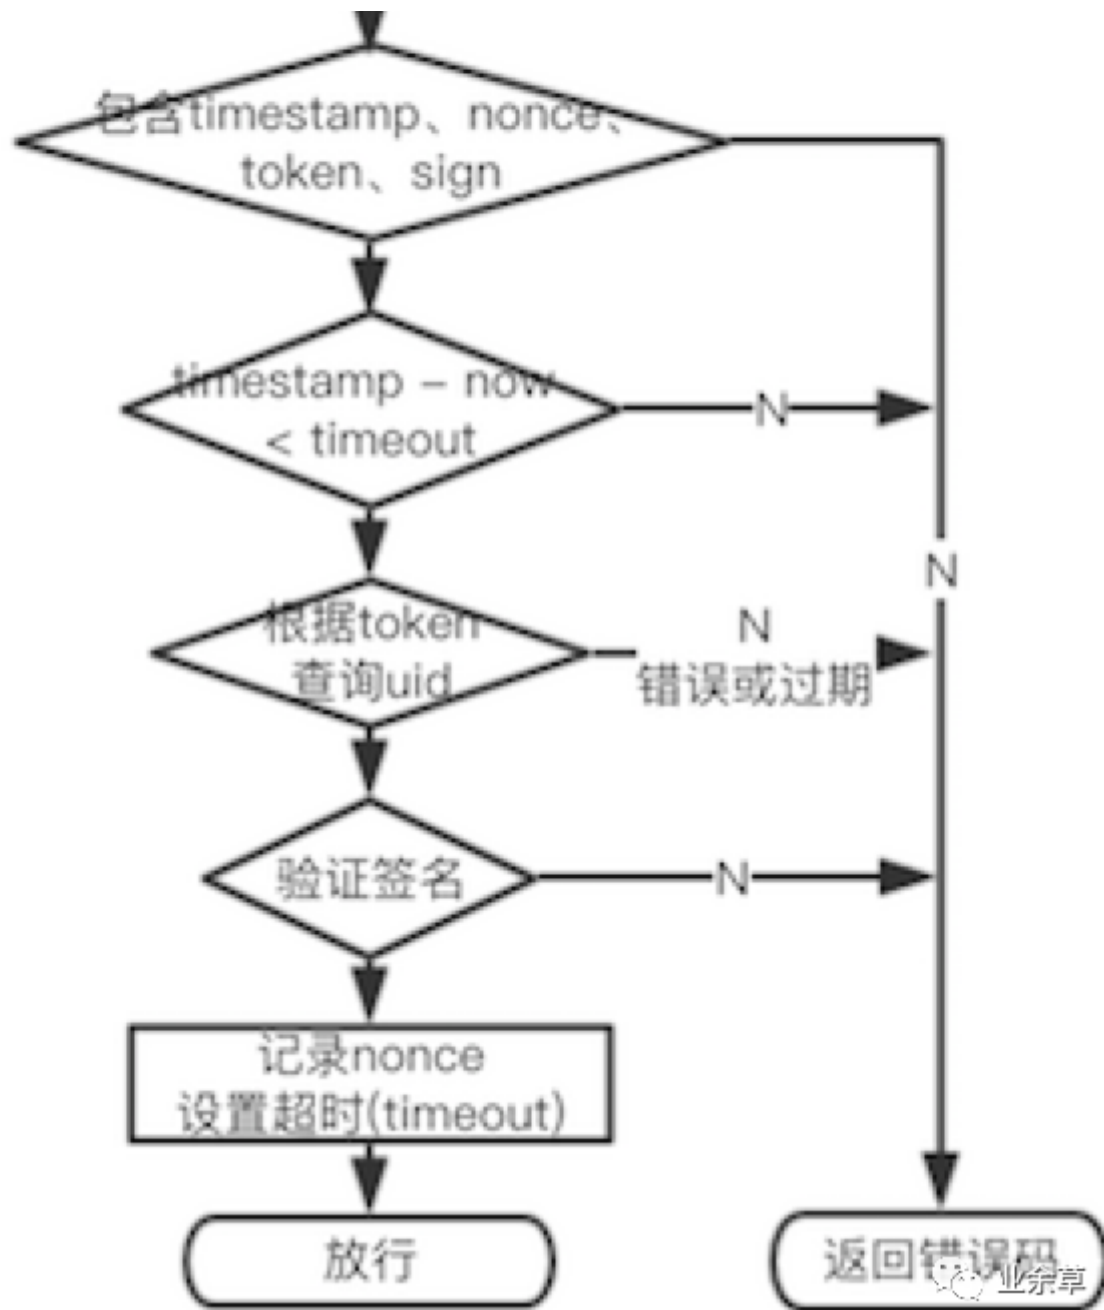 包含timestamp、nonce、
token、sign
timestamp – now
< timeout
N
N
根据token
查询uid
N
错误或过期
验证签名
N
记录nonce
设置超时(timeout)
放行
返回错误码
业余草